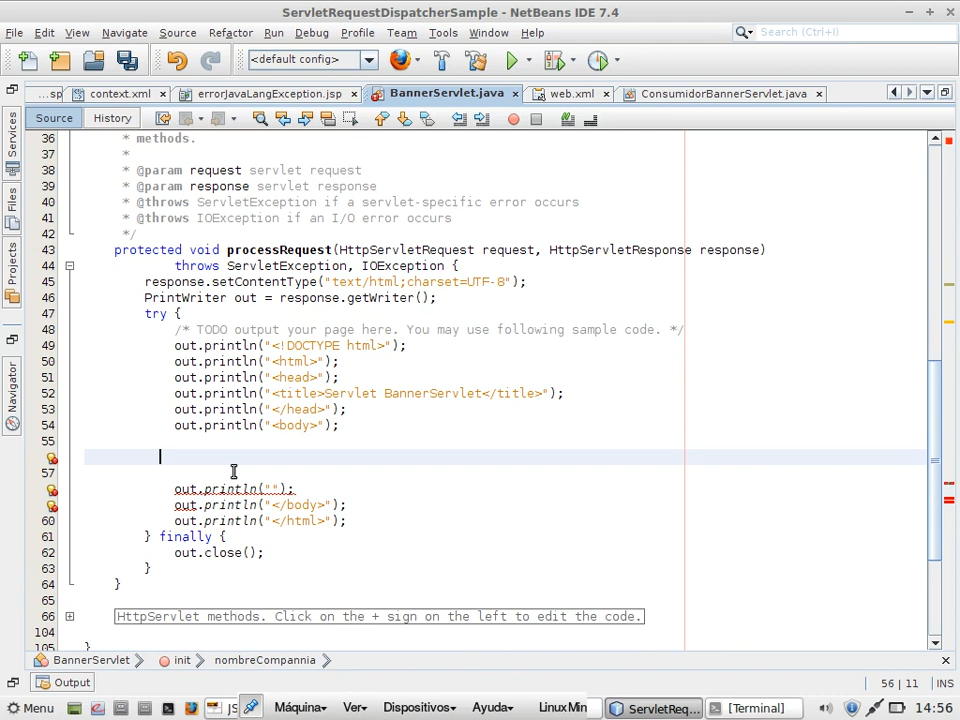 ServletRequestDispatcherSample - NetBeans IDE 7.4
File Edit View Navigate Source Refactor Run Debug Profile Team Tools Window Help
Search (Ctrl+I)
<default config>
...sp context.xml errorJavaLangException.jsp BannerServlet.java web.xml ConsumidorBannerServlet.java
Source History
Services
Files
Projects
Navigator
36 * methods.
37 *
38 * @param request servlet request
39 * @param response servlet response
40 * @throws ServletException if a servlet-specific error occurs
41 * @throws IOException if an I/O error occurs
42 */
43 protected void processRequest(HttpServletRequest request, HttpServletResponse response)
44 throws ServletException, IOException {
45 response.setContentType("text/html;charset=UTF-8");
46 PrintWriter out = response.getWriter();
47 try {
48 /* TODO output your page here. You may use following sample code. */
49 out.println("<!DOCTYPE html>");
50 out.println("<html>");
51 out.println("<head>");
52 out.println("<title>Servlet BannerServlet</title>");
53 out.println("</head>");
54 out.println("<body>");
55
57
out.println("");
out.println("</body>");
60 out.println("</html>");
61 } finally {
62 out.close();
63 }
64 }
65
66 HttpServlet methods. Click on the + sign on the left to edit the code.
104
105 }
BannerServlet init nombreCompannia
Output
56 | 11 INS
Menu JS Máquina Ver Dispositivos Ayuda LinuxMin ServletReq... [Terminal] 14:56